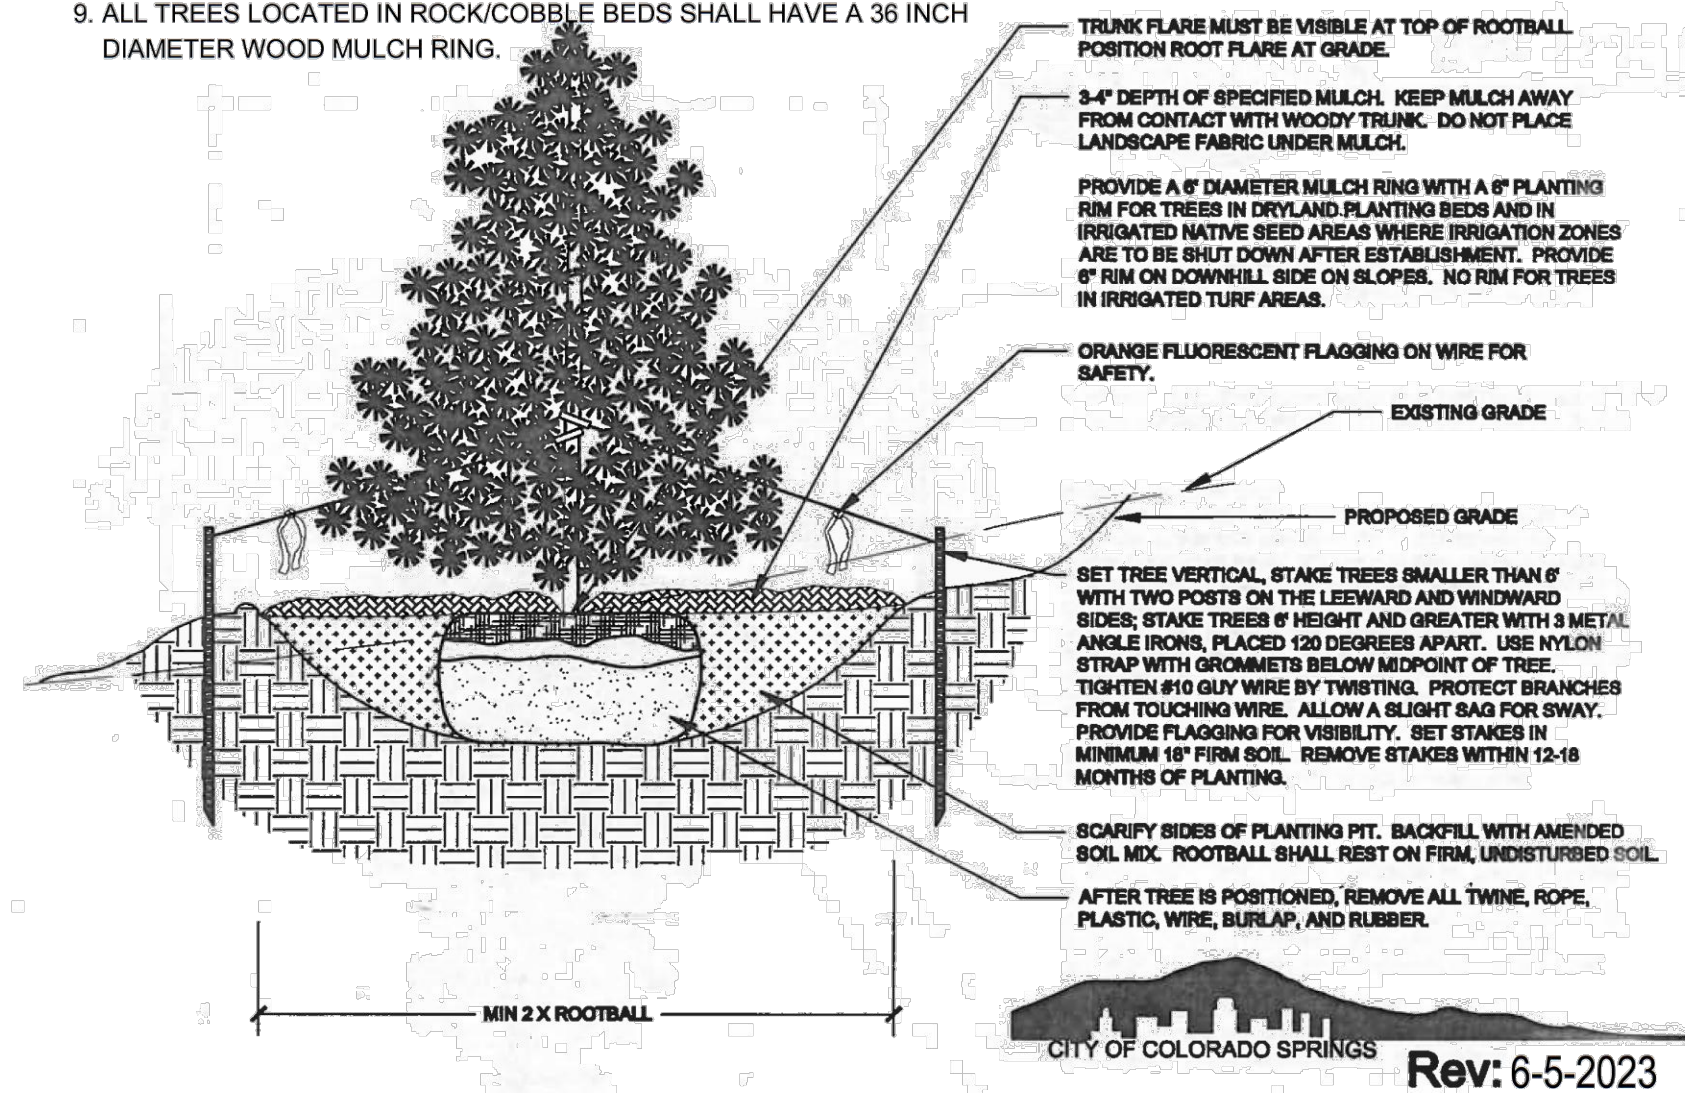 9. ALL TREES LOCATED IN ROCK/COBBLE BEDS SHALL HAVE A 36 INCH
DIAMETER WOOD MULCH RING.
TRUNK FLARE MUST BE VISIBLE AT TOP OF ROOTBALL
POSITION ROOT FLARE AT GRADE.
3-4" DEPTH OF SPECIFIED MULCH. KEEP MULCH AWAY
FROM CONTACT WITH WOODY TRUNK. DO NOT PLACE
LANDSCAPE FABRIC UNDER MULCH.
PROVIDE A 6' DIAMETER MULCH RING WITH A 6" PLANTING
RIM FOR TREES IN DRYLAND PLANTING BEDS AND IN
IRRIGATED NATIVE SEED AREAS WHERE IRRIGATION ZONES
ARE TO BE SHUT DOWN AFTER ESTABLISHMENT. PROVIDE
6" RIM ON DOWNHILL SIDE ON SLOPES. NO RIM FOR TREES
IN IRRIGATED TURF AREAS.
ORANGE FLUORESCENT FLAGGING ON WIRE FOR
SAFETY.
EXISTING GRADE
PROPOSED GRADE
SET TREE VERTICAL, STAKE TREES SMALLER THAN 6'
WITH TWO POSTS ON THE LEEWARD AND WINDWARD
SIDES; STAKE TREES 6' HEIGHT AND GREATER WITH 3 METAL
ANGLE IRONS, PLACED 120 DEGREES APART. USE NYLON
STRAP WITH GROMMETS BELOW MIDPOINT OF TREE.
TIGHTEN #10 GUY WIRE BY TWISTING. PROTECT BRANCHES
FROM TOUCHING WIRE. ALLOW A SLIGHT SAG FOR SWAY.
PROVIDE FLAGGING FOR VISIBILITY. SET STAKES IN
MINIMUM 18" FIRM SOIL. REMOVE STAKES WITHIN 12-18
MONTHS OF PLANTING.
SCARIFY SIDES OF PLANTING PIT. BACKFILL WITH AMENDED
SOIL MIX. ROOTBALL SHALL REST ON FIRM, UNDISTURBED SOIL.
AFTER TREE IS POSITIONED, REMOVE ALL TWINE, ROPE,
PLASTIC, WIRE, BURLAP, AND RUBBER.
MIN 2 X ROOTBALL
CITY OF COLORADO SPRINGS
Rev: 6-5-2023